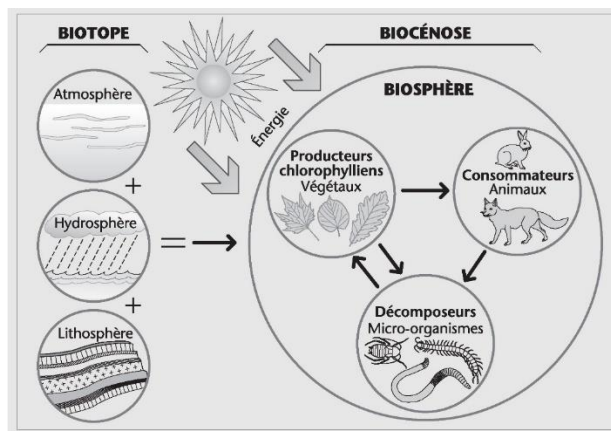 BIOTOPE
BIOCÉNOSE
Atmosphère
+
Hydrosphère
+
Lithosphère
=
Énergie
BIOSPHÈRE
Producteurs
chlorophylliens
Végétaux
Consommateurs
Animaux
Décomposeurs
Micro-organismes